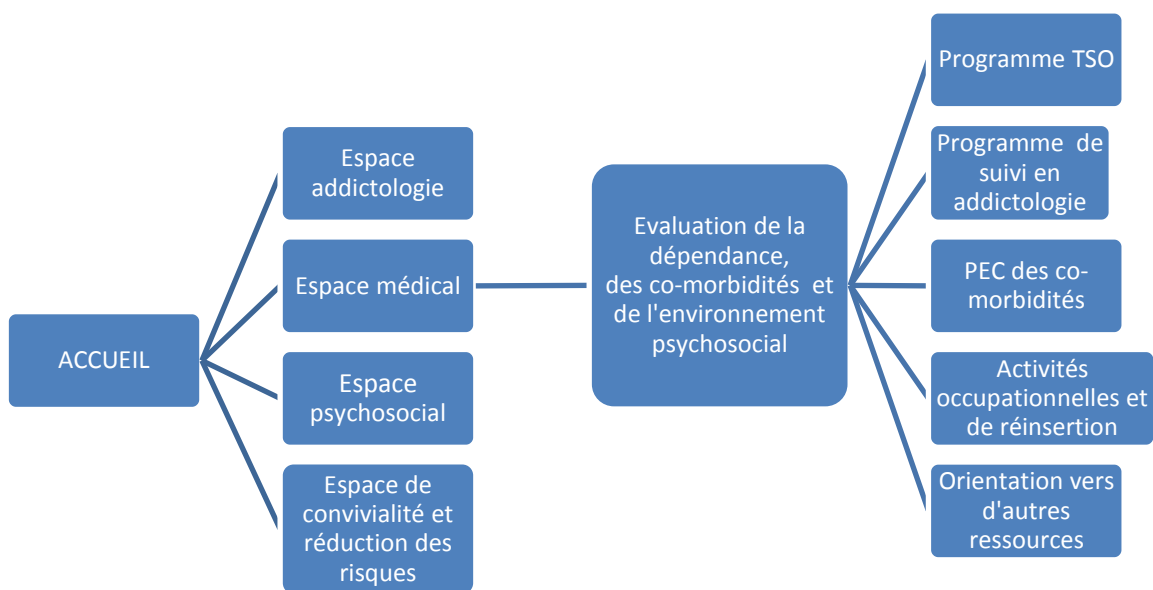 ACCUEIL
Espace
addictologie
Espace médical
Espace
psychosocial
Espace de
convivialité et
réduction des
risques
Evaluation de la
dépendance,
des co-morbidités et
de l'environnement
psychosocial
Programme TSO
Programme de
suivi en
addictologie
PEC des co-
morbidités
Activités
occupationnelles et
de réinsertion
Orientation vers
d'autres
ressources